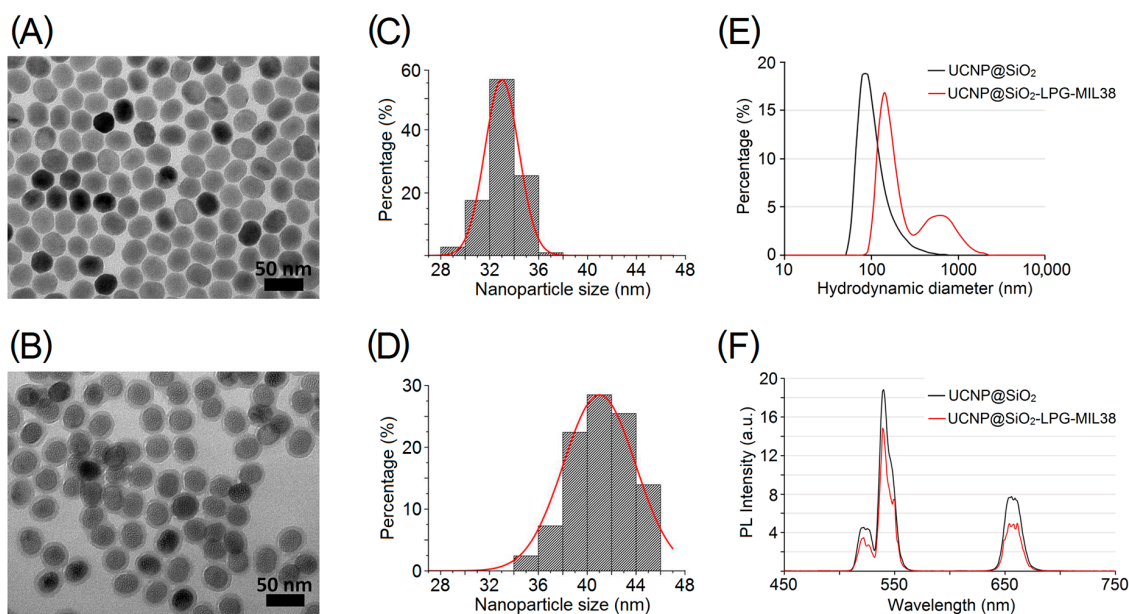 (A)
50 nm
(B)
50 nm
(C)
60
40
20
Percentage (%)
28 32 36 40 44 48
Nanoparticle size (nm)
(D)
30
20
10
0
Percentage (%)
28 32 36 40 44 48
Nanoparticle size (nm)
(E)
UCNP@SiO₂
UCNP@SiO₂-LPG-MIL38
20
15
10
5
0
Percentage (%)
10 100 1000 10,000
Hydrodynamic diameter (nm)
(F)
UCNP@SiO₂
UCNP@SiO₂-LPG-MIL38
20
16
12
8
4
PL Intensity (a.u.)
450 550 650 750
Wavelength (nm)